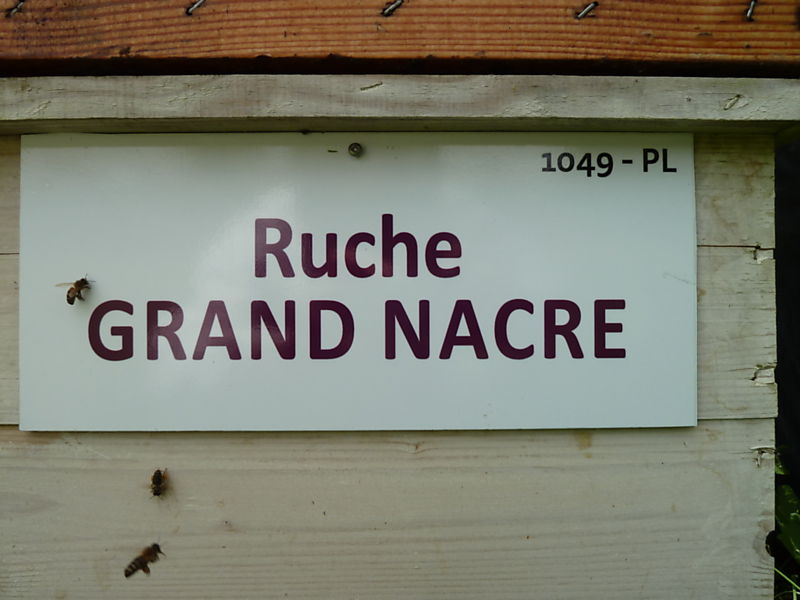 1049 - PL
Ruche
GRAND NACRE